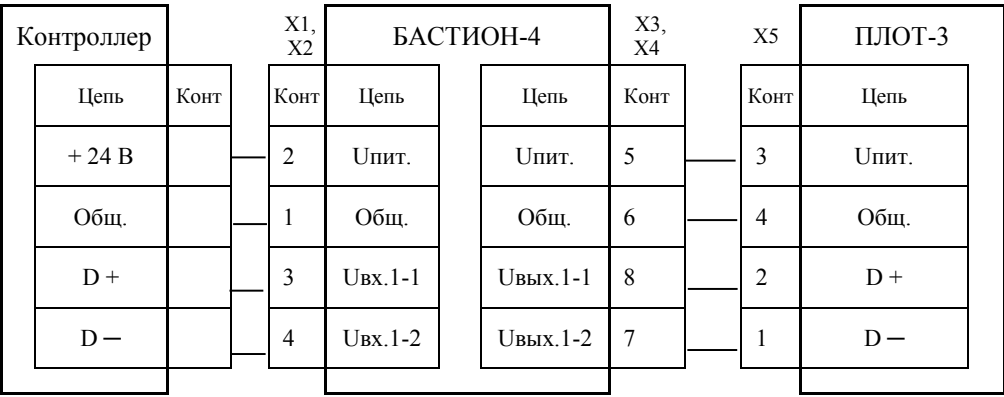 Контроллер X1, X2 БАСТИОН-4 X3, X4 X5 ПЛОТ-3
Цепь Конт Конт Цепь Цепь Конт Конт Цепь
+ 24 В 2 Uпит. Uпит. 5 3 Uпит.
Общ. 1 Общ. Общ. 6 4 Общ.
D + 3 Uвх.1-1 Uвых.1-1 8 2 D +
D — 4 Uвх.1-2 Uвых.1-2 7 1 D —